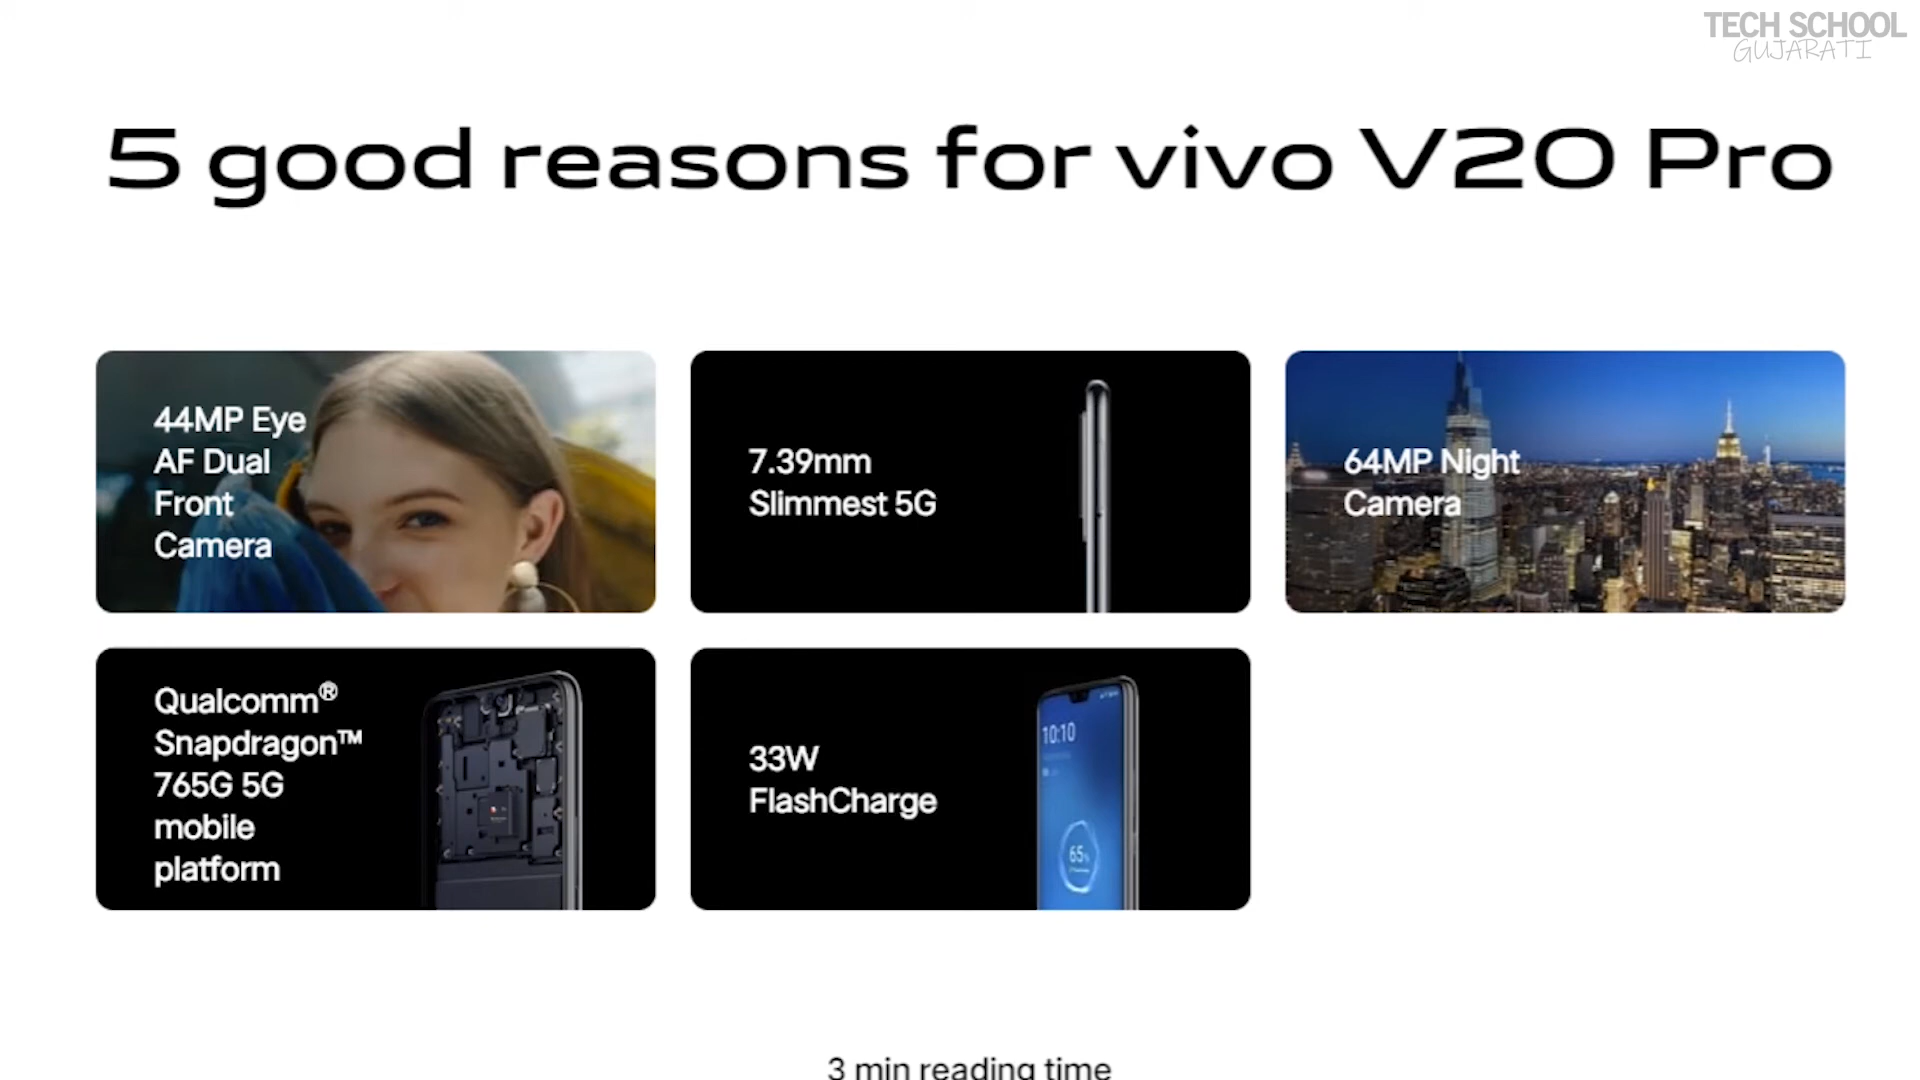 TECH SCHOOL
GUJARATI
5 good reasons for vivo V20 Pro
44MP Eye
AF Dual
Front
Camera
7.39mm
Slimmest 5G
64MP Night
Camera
Qualcomm®
Snapdragon™
765G 5G
mobile
platform
33W
FlashCharge
10:10
65%
3 min reading time